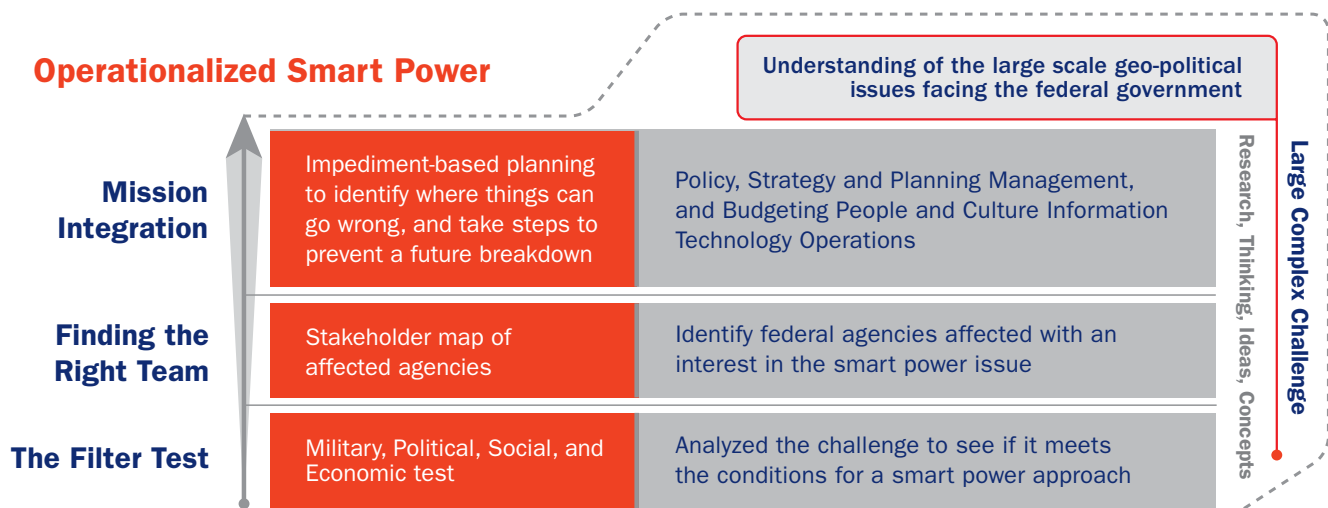 Operationalized Smart Power
Understanding of the large scale geo-political
issues facing the federal government
Mission
Integration
Impediment-based planning
to identify where things can
go wrong, and take steps to
prevent a future breakdown
Policy, Strategy and Planning Management,
and Budgeting People and Culture Information
Technology Operations
Finding the
Right Team
Stakeholder map of
affected agencies
Identify federal agencies affected with an
interest in the smart power issue
The Filter Test
Military, Political, Social, and
Economic test
Analyzed the challenge to see if it meets
the conditions for a smart power approach
Research, Thinking, Ideas, Concepts
Large Complex Challenge